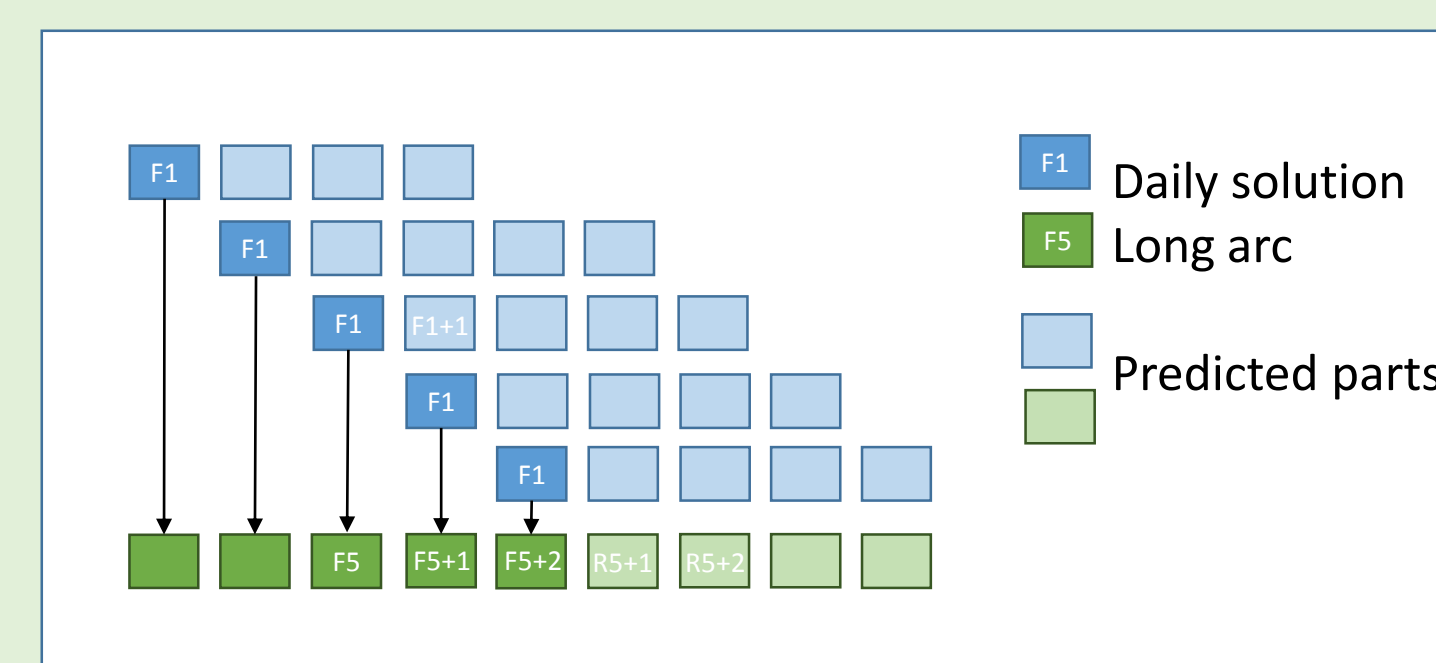 F1
F1
F1 F1+1
F1
F1
F5 F5+1 F5+2 R5+1 R5+2
F1 Daily solution
F5 Long arc
Predicted parts